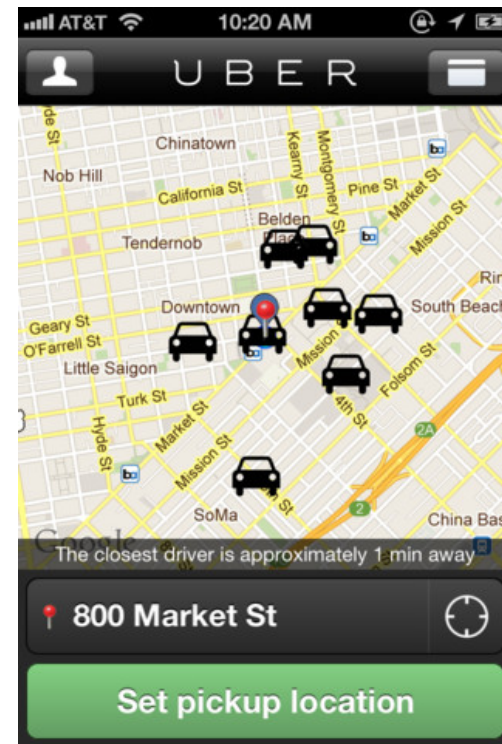 AT&T 10:20 AM
UBER
Hyde St
Chinatown
Kearny St
Montgomery St
Nob Hill
California St
Pine St
Market St
Mission St
Belden
Tendernob
Downtown
South Beach
Geary St
O'Farrell St
Little Saigon
Mission
Folsom St
4th St
Turk St
Hyde St
Market St
Mission St
2A
2
SoMa
China Bas
Google
The closest driver is approximately 1 min away
800 Market St
Set pickup location